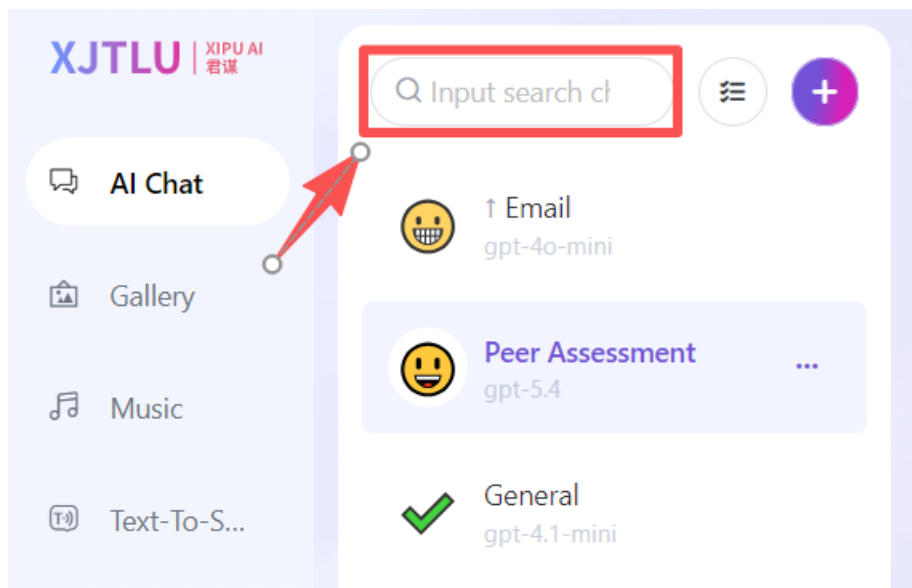 XJTLU
XIPU AI
君谋
Input search ch
AI Chat
↑ Email
gpt-4o-mini
Gallery
Peer Assessment
...
gpt-5.4
Music
General
gpt-4.1-mini
Text-To-S...